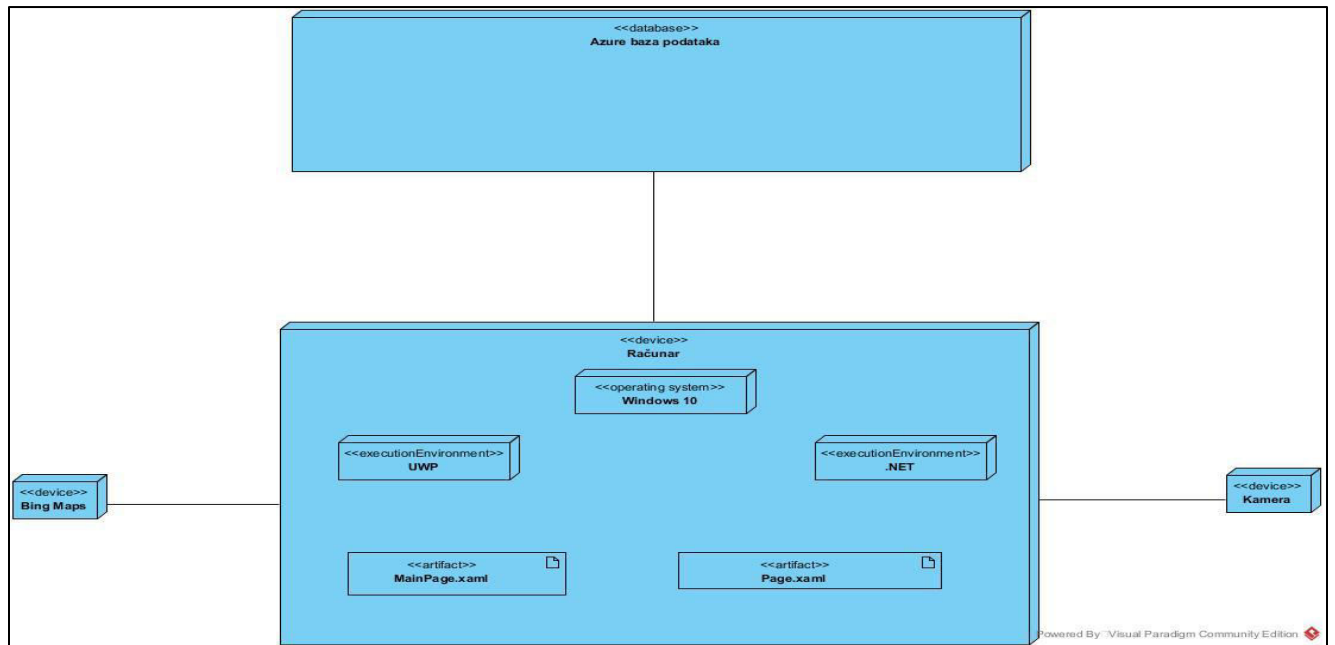 <<database>>
Azure baza podataka
<<device>>
Računar
<<operating system>>
Windows 10
<<executionEnvironment>>
UWP
<<executionEnvironment>>
.NET
<<device>>
Bing Maps
<<device>>
Kamera
<<artifact>>
MainPage.xaml
<<artifact>>
Page.xaml
Powered By Visual Paradigm Community Edition